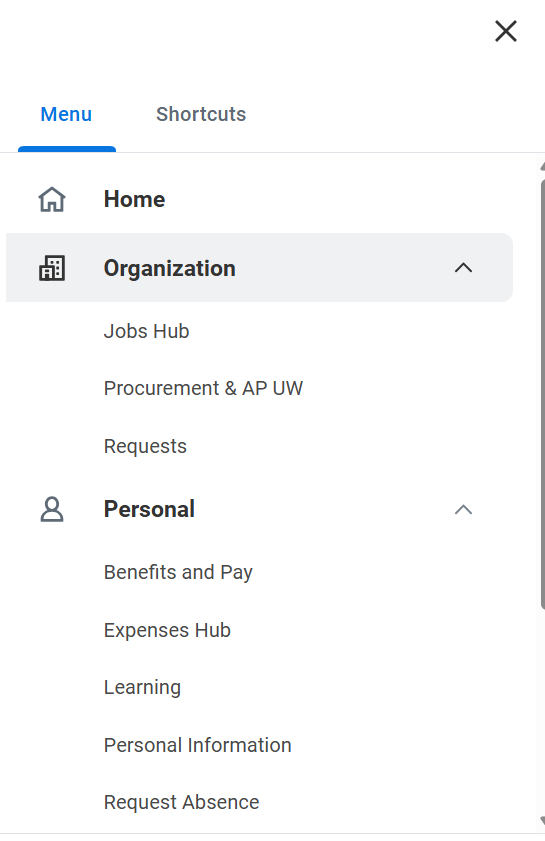 Menu
Shortcuts
Home
Organization
Jobs Hub
Procurement & AP UW
Requests
Personal
Benefits and Pay
Expenses Hub
Learning
Personal Information
Request Absence